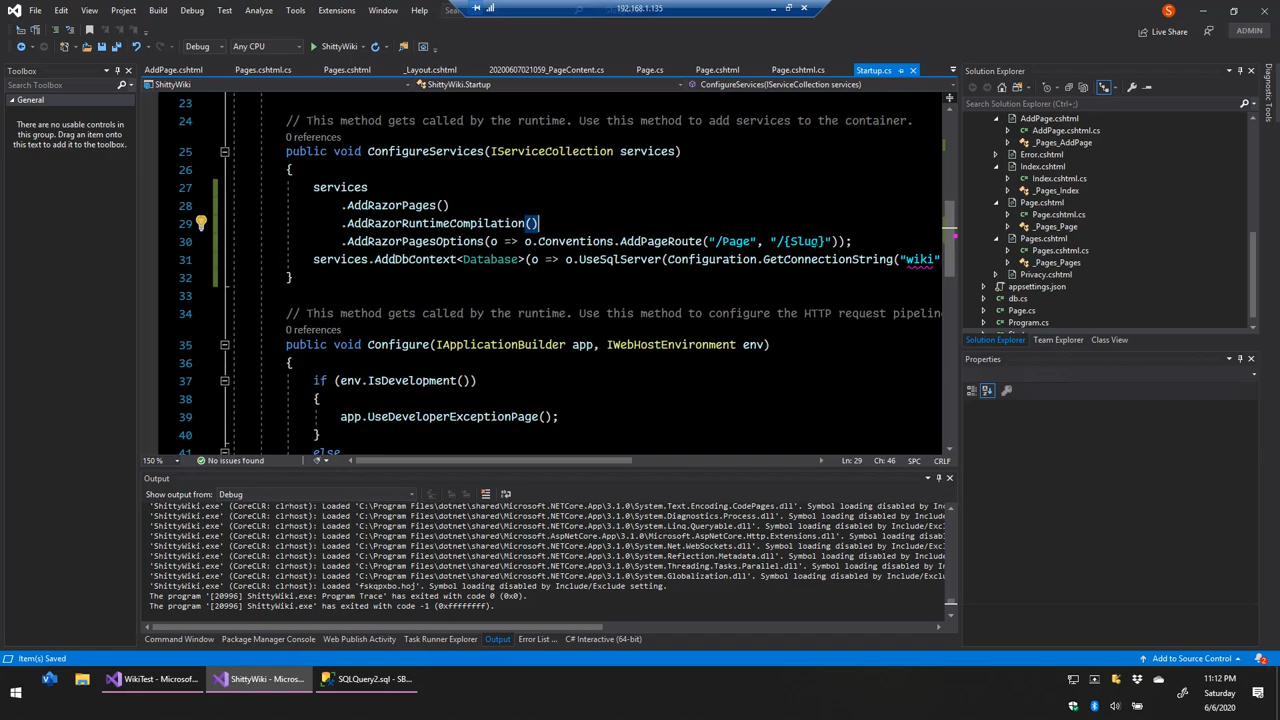 192.168.1.135
File Edit View Project Build Debug Test Analyze Tools Extensions Window Help Sear ShittyWiki
Live Share ADMIN
Debug Any CPU ShittyWiki
Toolbox
General
There are no usable controls in
this group. Drag an item onto
this text to add it to the toolbox.
AddPage.cshtml Pages.cshtml.cs Pages.cshtml _Layout.cshtml 20200607021059_PageContent.cs Page.cs Page.cshtml Page.cshtml.cs Startup.cs
ShittyWiki ShittyWiki.Startup ConfigureServices(IServiceCollection services)
23
24 // This method gets called by the runtime. Use this method to add services to the container.
0 references
25 public void ConfigureServices(IServiceCollection services)
26 {
27 services
28 .AddRazorPages()
29 .AddRazorRuntimeCompilation()
30 .AddRazorPagesOptions(o => o.Conventions.AddPageRoute("/Page", "/{Slug}"));
31 services.AddDbContext<Database>(o => o.UseSqlServer(Configuration.GetConnectionString("wiki"
32 }
33
34 // This method gets called by the runtime. Use this method to configure the HTTP request pipelin
0 references
35 public void Configure(IApplicationBuilder app, IWebHostEnvironment env)
36 {
37 if (env.IsDevelopment())
38 {
39 app.UseDeveloperExceptionPage();
40 }
41 else
150 % No issues found Ln: 29 Ch: 46 SPC CRLF
Output
Show output from: Debug
'ShittyWiki.exe' (CoreCLR: clrhost): Loaded 'C:\Program Files\dotnet\shared\Microsoft.NETCore.App\3.1.0\System.Text.Encoding.CodePages.dll'. Symbol loading disabled by In
'ShittyWiki.exe' (CoreCLR: clrhost): Loaded 'C:\Program Files\dotnet\shared\Microsoft.NETCore.App\3.1.0\System.Diagnostics.Process.dll'. Symbol loading disabled by Includ
'ShittyWiki.exe' (CoreCLR: clrhost): Loaded 'C:\Program Files\dotnet\shared\Microsoft.NETCore.App\3.1.0\System.Linq.Queryable.dll'. Symbol loading disabled by Include/Exc
'ShittyWiki.exe' (CoreCLR: clrhost): Loaded 'C:\Program Files\dotnet\shared\Microsoft.AspNetCore.App\3.1.0\Microsoft.AspNetCore.Http.Extensions.dll'. Symbol loading disab
'ShittyWiki.exe' (CoreCLR: clrhost): Loaded 'C:\Program Files\dotnet\shared\Microsoft.NETCore.App\3.1.0\System.Net.WebSockets.dll'. Symbol loading disabled by Include/Exc
'ShittyWiki.exe' (CoreCLR: clrhost): Loaded 'C:\Program Files\dotnet\shared\Microsoft.NETCore.App\3.1.0\System.Reflection.Metadata.dll'. Symbol loading disabled by Includ
'ShittyWiki.exe' (CoreCLR: clrhost): Loaded 'C:\Program Files\dotnet\shared\Microsoft.NETCore.App\3.1.0\System.Threading.Tasks.Parallel.dll'. Symbol loading disabled by I
'ShittyWiki.exe' (CoreCLR: clrhost): Loaded 'C:\Program Files\dotnet\shared\Microsoft.NETCore.App\3.1.0\System.Globalization.dll'. Symbol loading disabled by Include/Exclu
'ShittyWiki.exe' (CoreCLR: clrhost): Loaded 'fskqpxbo.hoj'. Symbol loading disabled by Include/Exclude setting.
The program '[20996] ShittyWiki.exe: Program Trace' has exited with code 0 (0x0).
The program '[20996] ShittyWiki.exe' has exited with code -1 (0xffffffff).
Command Window Package Manager Console Web Publish Activity Task Runner Explorer Output Error List ... C# Interactive (64-bit)
Solution Explorer
Search Solution Explorer (Ctrl+;)
AddPage.cshtml
AddPage.cshtml.cs
_Pages_AddPage
Error.cshtml
Index.cshtml
Index.cshtml.cs
_Pages_Index
Page.cshtml
Page.cshtml.cs
_Pages_Page
Pages.cshtml
Pages.cshtml.cs
_Pages_Pages
Privacy.cshtml
appsettings.json
db.cs
Page.cs
Program.cs
Solution Explorer Team Explorer Class View
Properties
Diagnostic Tools
Item(s) Saved Add to Source Control 2
WikiTest - Microsof... ShittyWiki - Micros... SQLQuery2.sql - SB...
11:12 PM
Saturday
6/6/2020